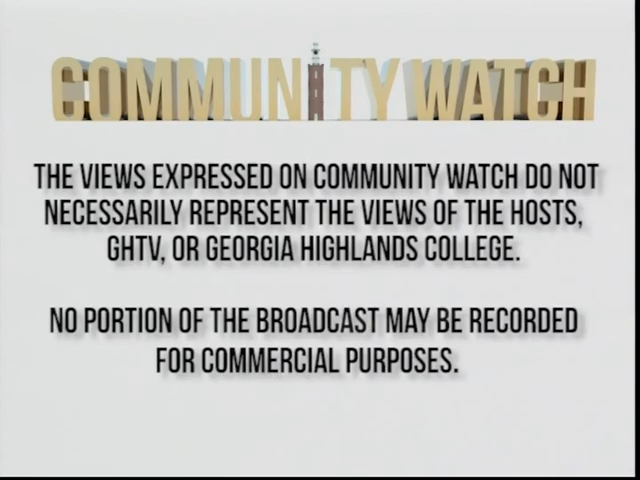 COMMUNITY WATCH
THE VIEWS EXPRESSED ON COMMUNITY WATCH DO NOT
NECESSARILY REPRESENT THE VIEWS OF THE HOSTS,
GHTV, OR GEORGIA HIGHLANDS COLLEGE.
NO PORTION OF THE BROADCAST MAY BE RECORDED
FOR COMMERCIAL PURPOSES.